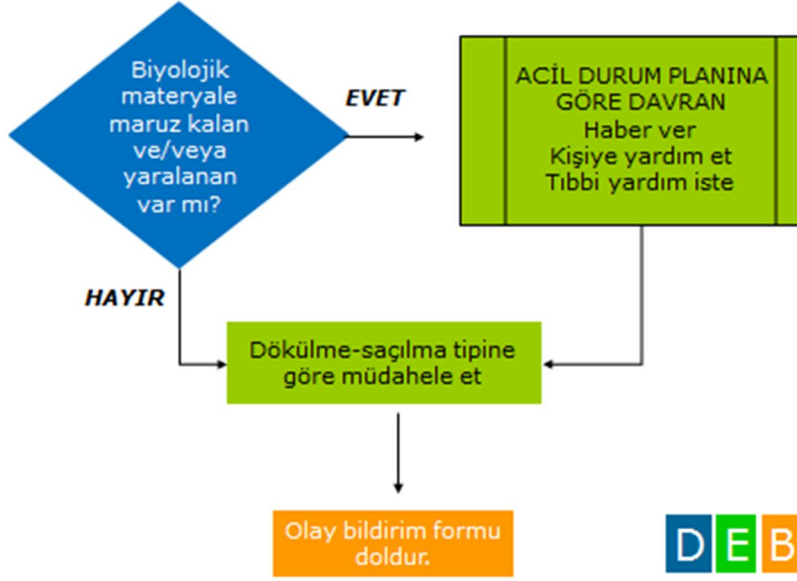 Biyolojik
materyale
maruz kalan
ve/veya
yaralanan
var mı?
EVET
ACİL DURUM PLANINA
GÖRE DAVRAN
Haber ver
Kişiye yardım et
Tıbbi yardım iste
HAYIR
Dökülme-saçılma tipine
göre müdahele et
Olay bildirim formu
doldur.
DEB